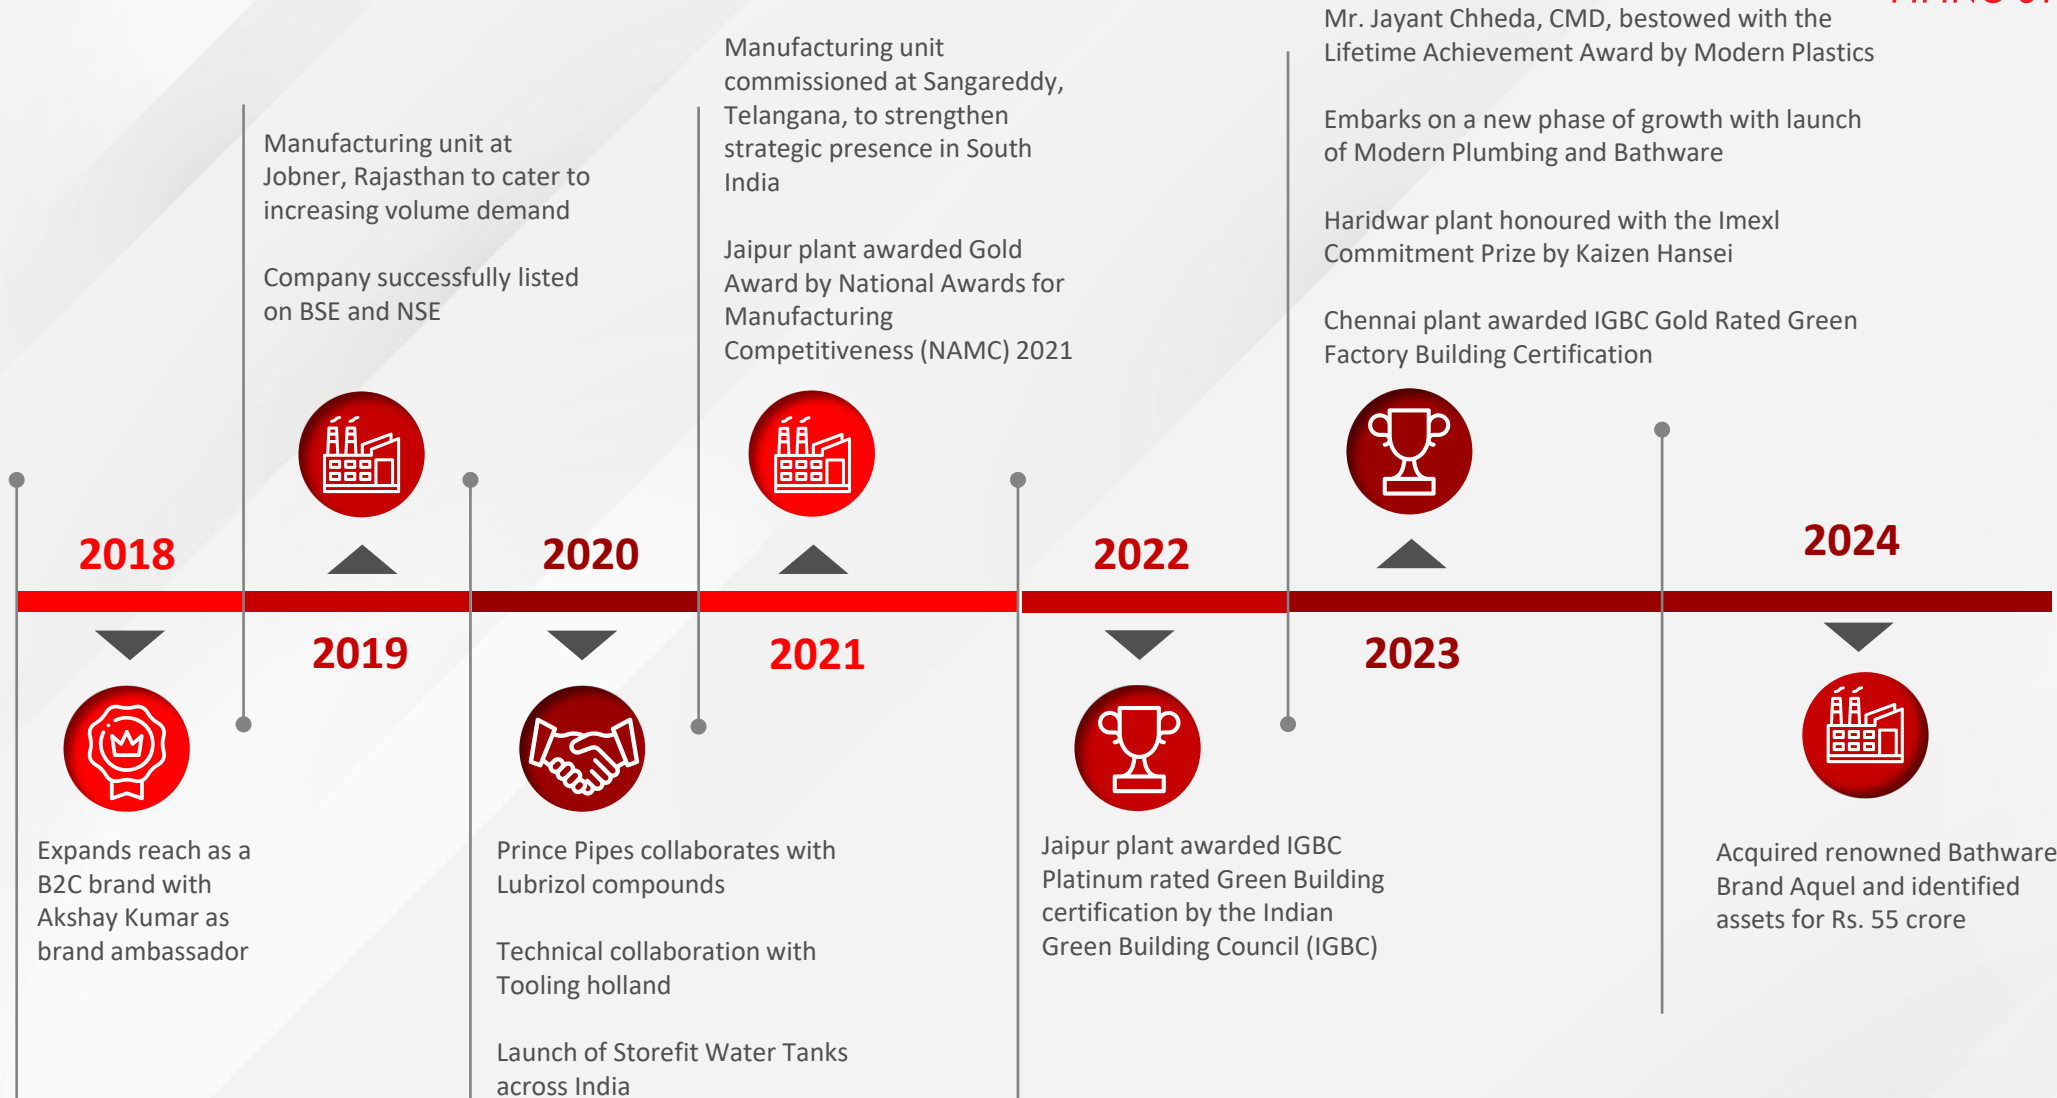 Mr. Jayant Chheda, CMD, bestowed with the
Lifetime Achievement Award by Modern Plastics
Embarks on a new phase of growth with launch
of Modern Plumbing and Bathware
Haridwar plant honoured with the Imexl
Commitment Prize by Kaizen Hansei
Chennai plant awarded IGBC Gold Rated Green
Factory Building Certification
Manufacturing unit
commissioned at Sangareddy,
Telangana, to strengthen
strategic presence in South
India
Jaipur plant awarded Gold
Award by National Awards for
Manufacturing
Competitiveness (NAMC) 2021
Manufacturing unit at
Jobner, Rajasthan to cater to
increasing volume demand
Company successfully listed
on BSE and NSE
2018
2020
2022
2024
2019
2021
2023
Expands reach as a
B2C brand with
Akshay Kumar as
brand ambassador
Prince Pipes collaborates with
Lubrizol compounds
Technical collaboration with
Tooling holland
Launch of Storefit Water Tanks
across India
Jaipur plant awarded IGBC
Platinum rated Green Building
certification by the Indian
Green Building Council (IGBC)
Acquired renowned Bathware
Brand Aquel and identified
assets for Rs. 55 crore